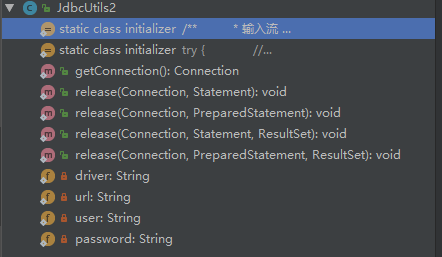 JdbcUtils2
static class initializer /** * 输入流 ...
static class initializer try { //...
getConnection(): Connection
release(Connection, Statement): void
release(Connection, PreparedStatement): void
release(Connection, Statement, ResultSet): void
release(Connection, PreparedStatement, ResultSet): void
driver: String
url: String
user: String
password: String